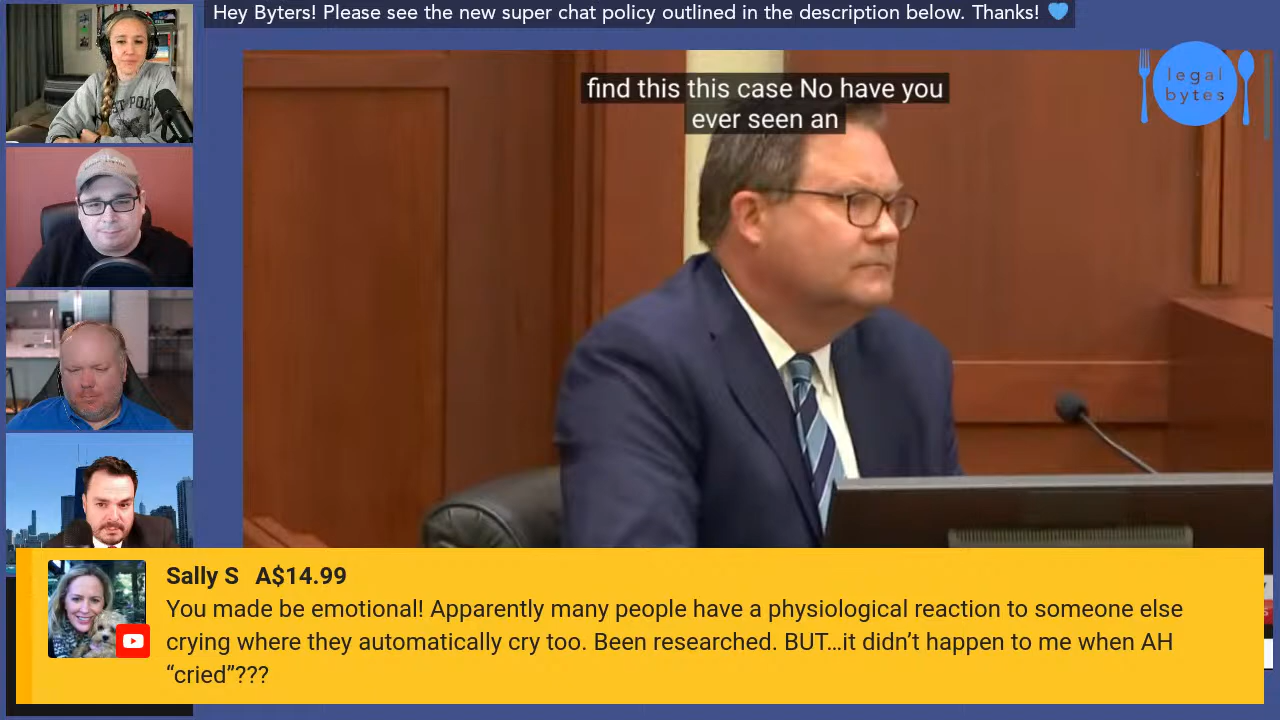 Hey Byters! Please see the new super chat policy outlined in the description below. Thanks! 💙
legal
bytes
find this this case No have you
ever seen an
Sally S A$14.99
You made be emotional! Apparently many people have a physiological reaction to someone else
crying where they automatically cry too. Been researched. BUT…it didn’t happen to me when AH
“cried”???